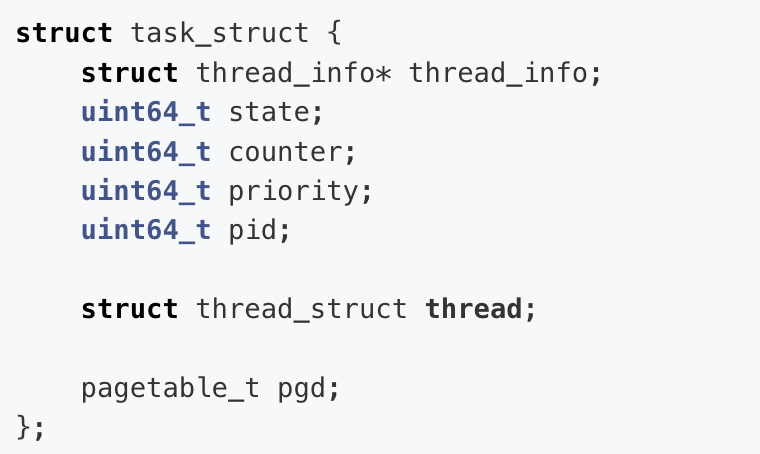 struct task_struct {
    struct thread_info* thread_info;
    uint64_t state;
    uint64_t counter;
    uint64_t priority;
    uint64_t pid;

    struct thread_struct thread;

    pagetable_t pgd;
};